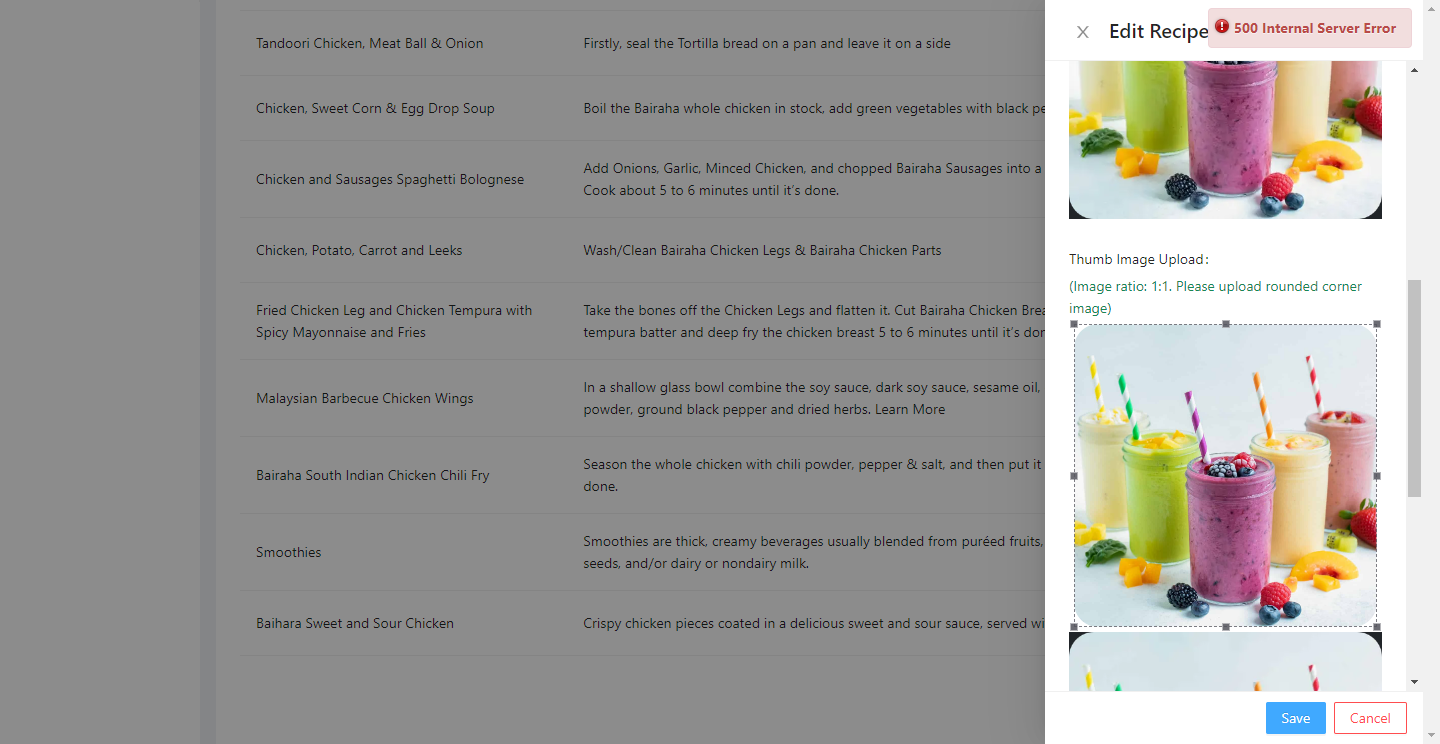 Edit Recipe
500 Internal Server Error
Tandoori Chicken, Meat Ball & Onion
Firstly, seal the Tortilla bread on a pan and leave it on a side
Chicken, Sweet Corn & Egg Drop Soup
Boil the Bairaha whole chicken in stock, add green vegetables with black pe
Chicken and Sausages Spaghetti Bolognese
Add Onions, Garlic, Minced Chicken, and chopped Bairaha Sausages into a
Cook about 5 to 6 minutes until it’s done.
Chicken, Potato, Carrot and Leeks
Wash/Clean Bairaha Chicken Legs & Bairaha Chicken Parts
Fried Chicken Leg and Chicken Tempura with
Spicy Mayonnaise and Fries
Take the bones off the Chicken Legs and flatten it. Cut Bairaha Chicken Brea
tempura batter and deep fry the chicken breast 5 to 6 minutes until it’s don
Malaysian Barbecue Chicken Wings
In a shallow glass bowl combine the soy sauce, dark soy sauce, sesame oil,
powder, ground black pepper and dried herbs. Learn More
Bairaha South Indian Chicken Chili Fry
Season the whole chicken with chili powder, pepper & salt, and then put it
done.
Smoothies
Smoothies are thick, creamy beverages usually blended from puréed fruits,
seeds, and/or dairy or nondairy milk.
Baihara Sweet and Sour Chicken
Crispy chicken pieces coated in a delicious sweet and sour sauce, served wi
Thumb Image Upload:
(Image ratio: 1:1. Please upload rounded corner
image)
Save
Cancel